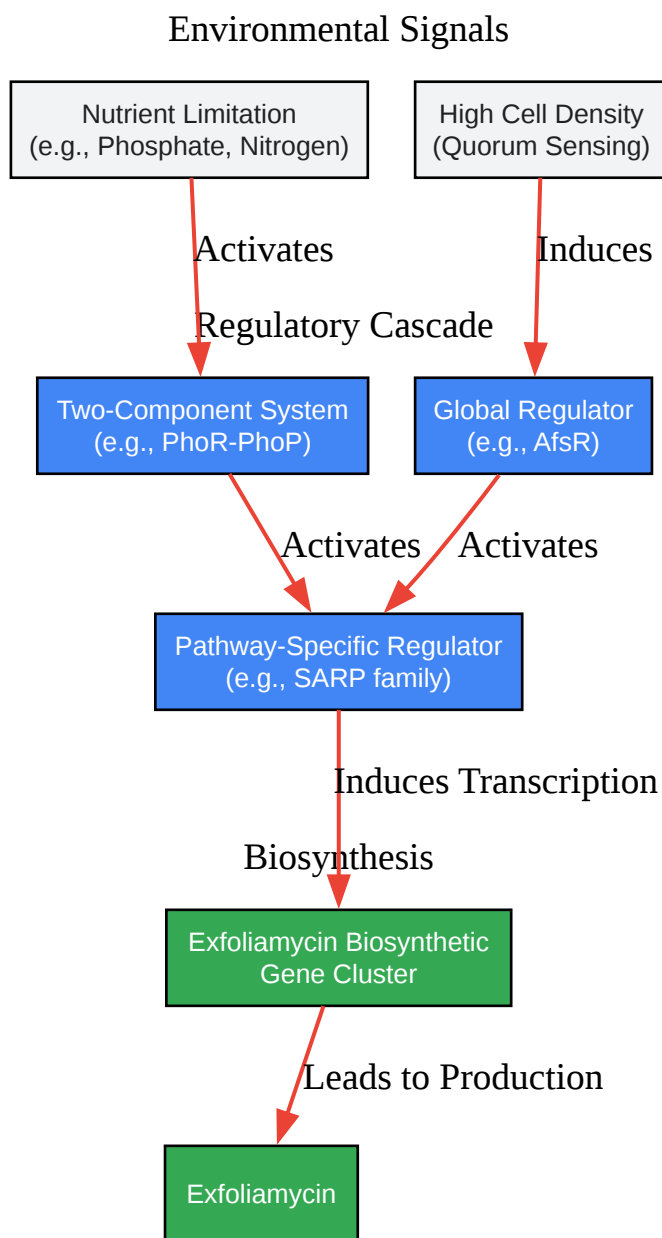 Environmental Signals
Nutrient Limitation
(e.g., Phosphate, Nitrogen)
High Cell Density
(Quorum Sensing)
Activates
Induces
Regulatory Cascade
Two-Component System
(e.g., PhoR-PhoP)
Global Regulator
(e.g., AfsR)
Activates
Activates
Pathway-Specific Regulator
(e.g., SARP family)
Induces Transcription
Biosynthesis
Exfoliamycin Biosynthetic
Gene Cluster
Leads to Production
Exfoliamycin